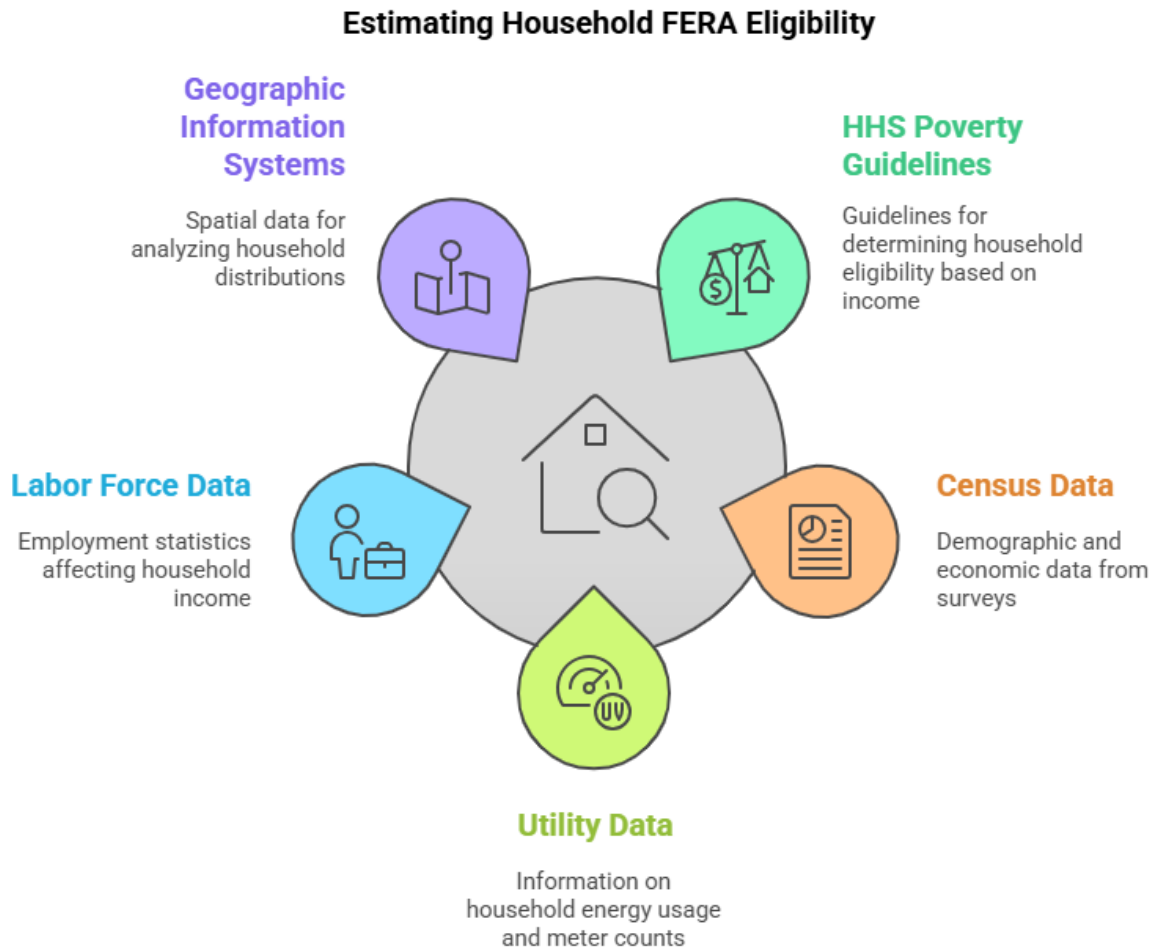 Estimating Household FERA Eligibility
Geographic
Information
Systems
Spatial data for
analyzing household
distributions
HHS Poverty
Guidelines
Guidelines for
determining household
eligibility based on
income
$
Labor Force Data
Employment statistics
affecting household
income
Census Data
Demographic and
economic data from
surveys
UV
Utility Data
Information on
household energy usage
and meter counts